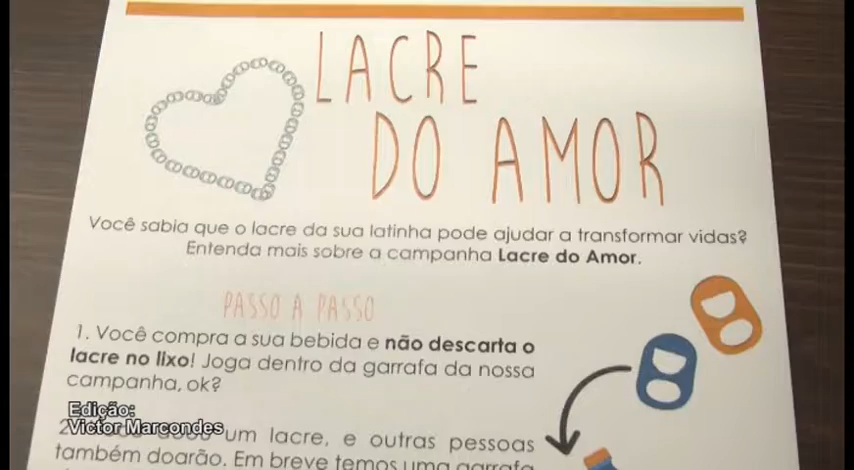 LACRE
DO AMOR
Você sabia que o lacre da sua latinha pode ajudar a transformar vidas?
Entenda mais sobre a campanha Lacre do Amor.
PASSO A PASSO
1. Você compra a sua bebida e não descarta o
lacre no lixo! Joga dentro da garrafa da nossa
campanha, ok?
Edição:
Victor Marcondes
2. um lacre, e outras pessoas
também doarão. Em breve temos uma garrafa